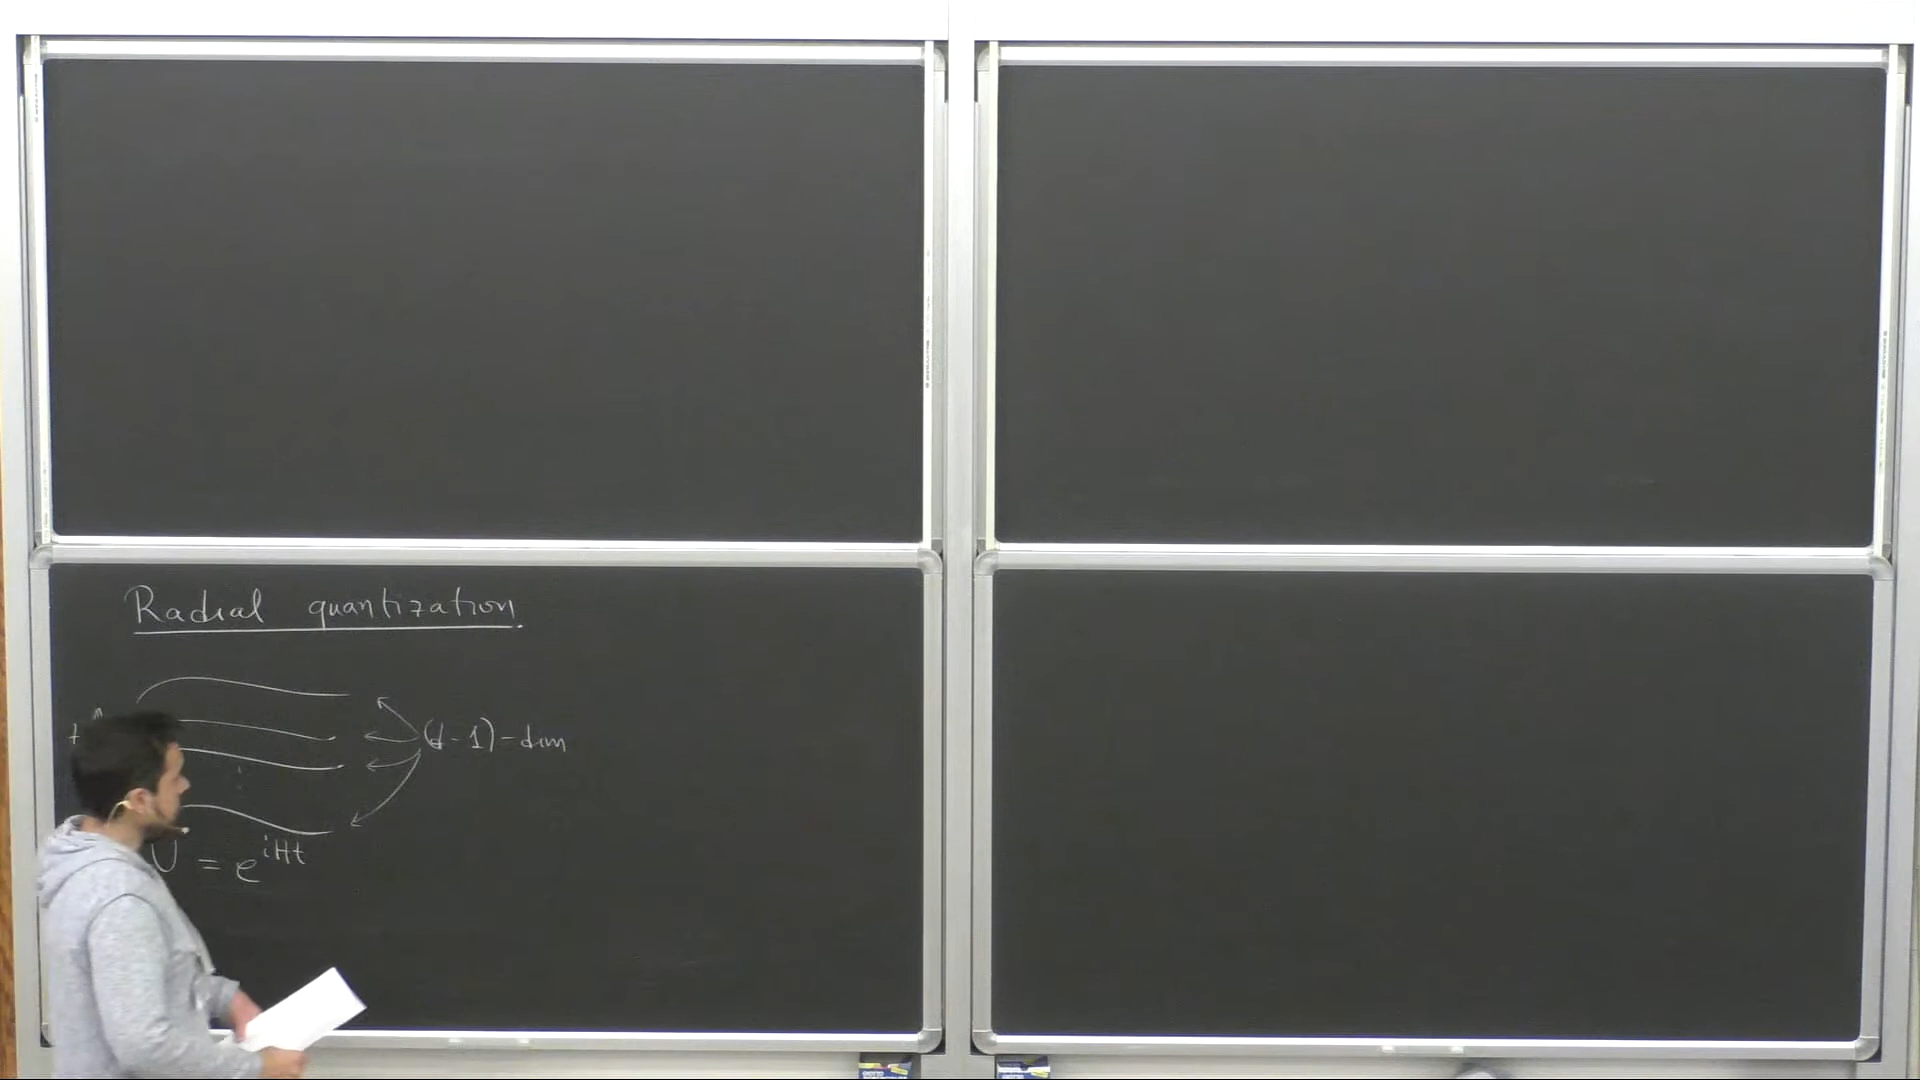 Radial quantization
t
(d-1)-dim
U = e^{iHt}